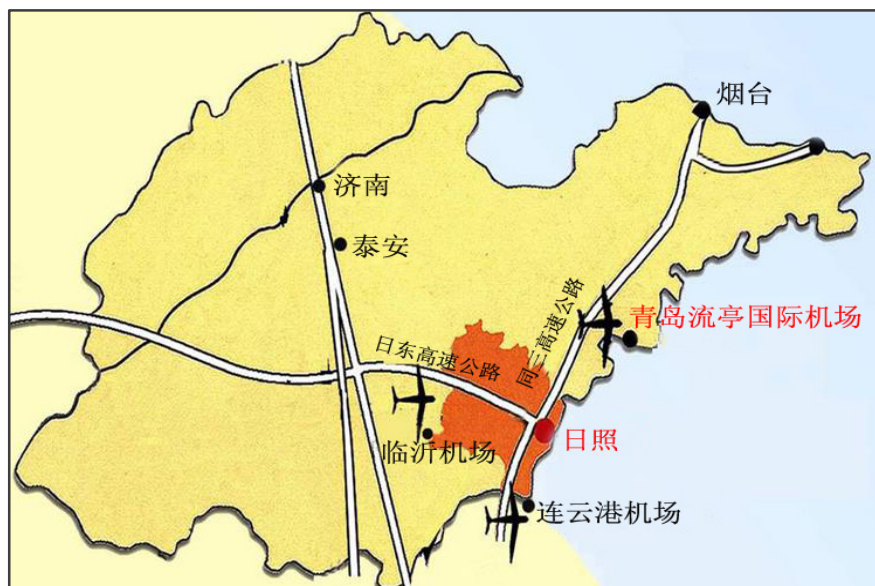 烟台
济南
泰安
同三高速公路
青岛流亭国际机场
日东高速公路
日照
临沂机场
连云港机场